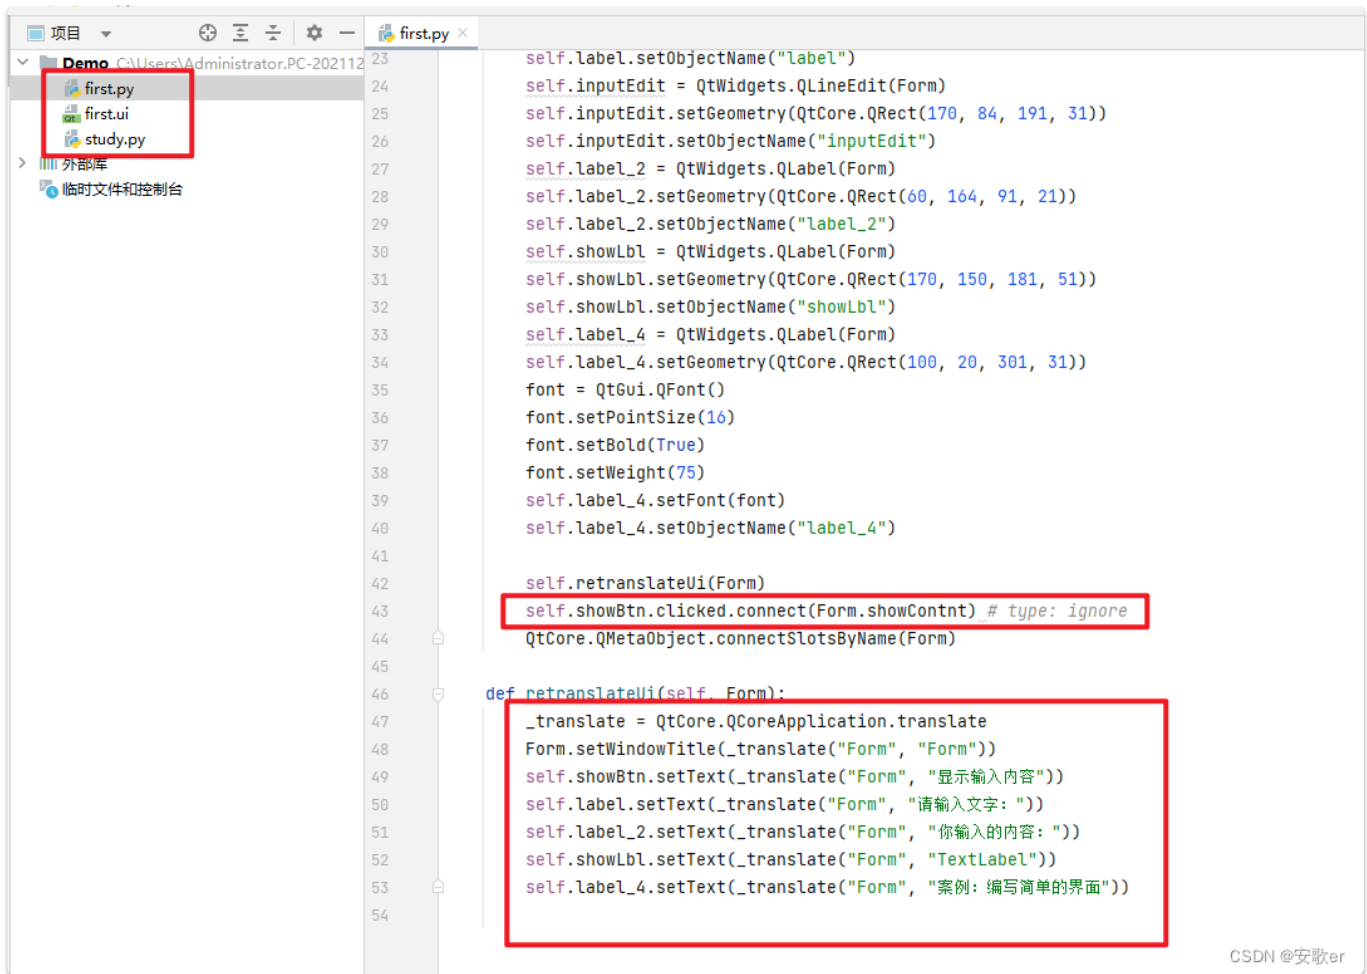 项目
first.py
Demo C:\Users\Administrator.PC-202112
first.py
first.ui
study.py
外部库
临时文件和控制台
23 self.label.setObjectName("label")
24 self.inputEdit = QtWidgets.QLineEdit(Form)
25 self.inputEdit.setGeometry(QtCore.QRect(170, 84, 191, 31))
26 self.inputEdit.setObjectName("inputEdit")
27 self.label_2 = QtWidgets.QLabel(Form)
28 self.label_2.setGeometry(QtCore.QRect(60, 164, 91, 21))
29 self.label_2.setObjectName("label_2")
30 self.showLbl = QtWidgets.QLabel(Form)
31 self.showLbl.setGeometry(QtCore.QRect(170, 150, 181, 51))
32 self.showLbl.setObjectName("showLbl")
33 self.label_4 = QtWidgets.QLabel(Form)
34 self.label_4.setGeometry(QtCore.QRect(100, 20, 301, 31))
35 font = QtGui.QFont()
36 font.setPointSize(16)
37 font.setBold(True)
38 font.setWeight(75)
39 self.label_4.setFont(font)
40 self.label_4.setObjectName("label_4")
41
42 self.retranslateUi(Form)
43 self.showBtn.clicked.connect(Form.showContnt) # type: ignore
44 QtCore.QMetaObject.connectSlotsByName(Form)
45
46 def retranslateUi(self, Form):
47 _translate = QtCore.QCoreApplication.translate
48 Form.setWindowTitle(_translate("Form", "Form"))
49 self.showBtn.setText(_translate("Form", "显示输入内容"))
50 self.label.setText(_translate("Form", "请输入文字："))
51 self.label_2.setText(_translate("Form", "你输入的内容："))
52 self.showLbl.setText(_translate("Form", "TextLabel"))
53 self.label_4.setText(_translate("Form", "案例：编写简单的界面"))
54
CSDN @安歌er